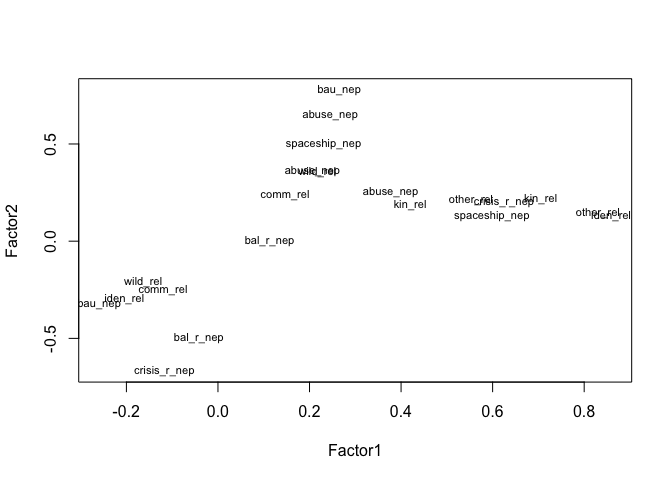 bau_nep
abuse_nep
spaceship_nep
abuse_nep
wild_rel
comm_rel
abuse_nep
kin_rel
other_rel
crisis_r_nep
kin_rel
spaceship_nep
other_rel
iden_rel
bal_r_nep
wild_rel
comm_rel
iden_rel
bau_nep
bal_r_nep
crisis_r_nep
0.5
0.0
-0.5
Factor2
-0.2 0.0 0.2 0.4 0.6 0.8
Factor1